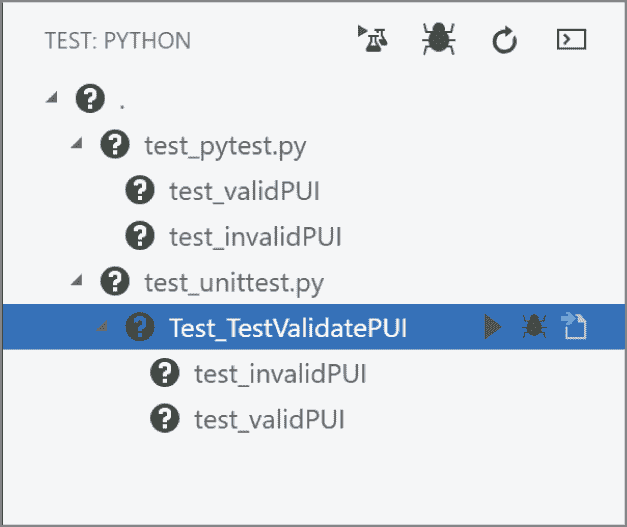 TEST: PYTHON
.
test_pytest.py
test_validPUI
test_invalidPUI
test_unittest.py
Test_TestValidatePUI
test_invalidPUI
test_validPUI